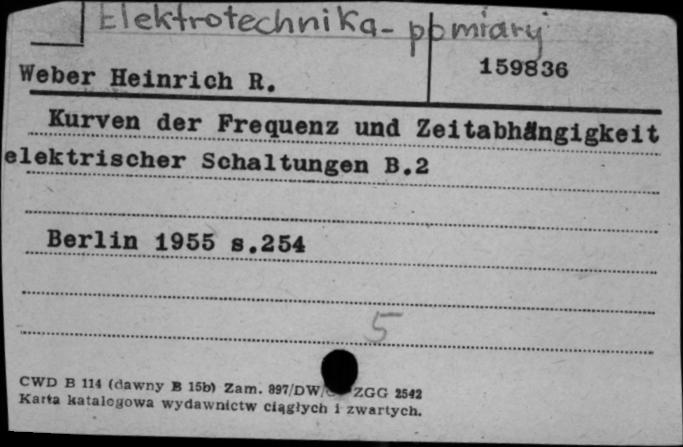 Elektrotechnika - pomiary
159836
Weber Heinrich R.
Kurven der Frequenz und Zeitabhängigkeit
elektrischer Schaltungen B.2
Berlin 1955 s.254
5
CWD B 114 (dawny B 15b) Zam. 897/DW/ ZGG 2542
Karta katalogowa wydawnictw ciągłych i zwartych.